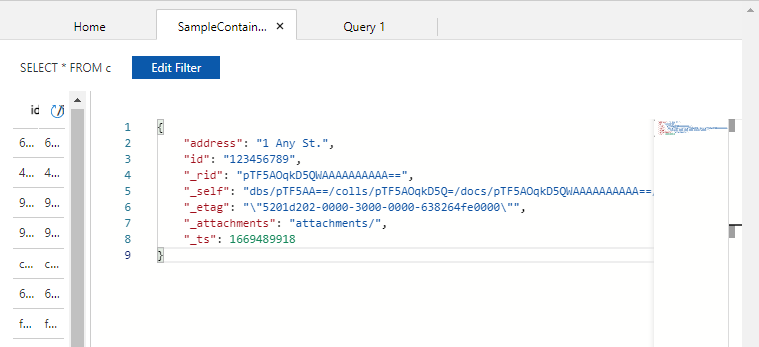 Home
SampleContain...
Query 1
SELECT * FROM c
Edit Filter
id
6... 6...
4... 4...
9... 9...
9... 9...
c... c...
6... 6...
f... f...
1 {
2 "address": "1 Any St.",
3 "id": "123456789",
4 "_rid": "pTF5AOqkD5QWAAAAAAAAAA==",
5 "_self": "dbs/pTF5AA==/colls/pTF5AOqkD5Q=/docs/pTF5AOqkD5QWAAAAAAAAAA==/
6 "_etag": "\"5201d202-0000-3000-0000-638264fe0000\"",
7 "_attachments": "attachments/",
8 "_ts": 1669489918
9 }